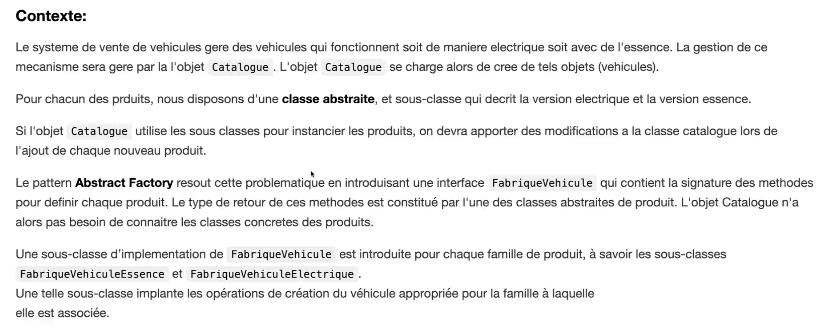 Contexte:
Le systeme de vente de vehicules gere des vehicules qui fonctionnent soit de maniere electrique soit avec de l'essence. La gestion de ce
mecanisme sera gere par la l'objet Catalogue. L'objet Catalogue se charge alors de cree de tels objets (vehicules).
Pour chacun des prduits, nous disposons d'une classe abstraite, et sous-classe qui decrit la version electrique et la version essence.
Si l'objet Catalogue utilise les sous classes pour instancier les produits, on devra apporter des modifications a la classe catalogue lors de
l'ajout de chaque nouveau produit.
Le pattern Abstract Factory resout cette problematique en introduisant une interface FabriqueVehicule qui contient la signature des methodes
pour definir chaque produit. Le type de retour de ces methodes est constitué par l'une des classes abstraites de produit. L'objet Catalogue n'a
alors pas besoin de connaitre les classes concretes des produits.
Une sous-classe d'implementation de FabriqueVehicule est introduite pour chaque famille de produit, à savoir les sous-classes
FabriqueVehiculeEssence et FabriqueVehiculeElectrique.
Une telle sous-classe implante les opérations de création du véhicule appropriée pour la famille à laquelle
elle est associée.